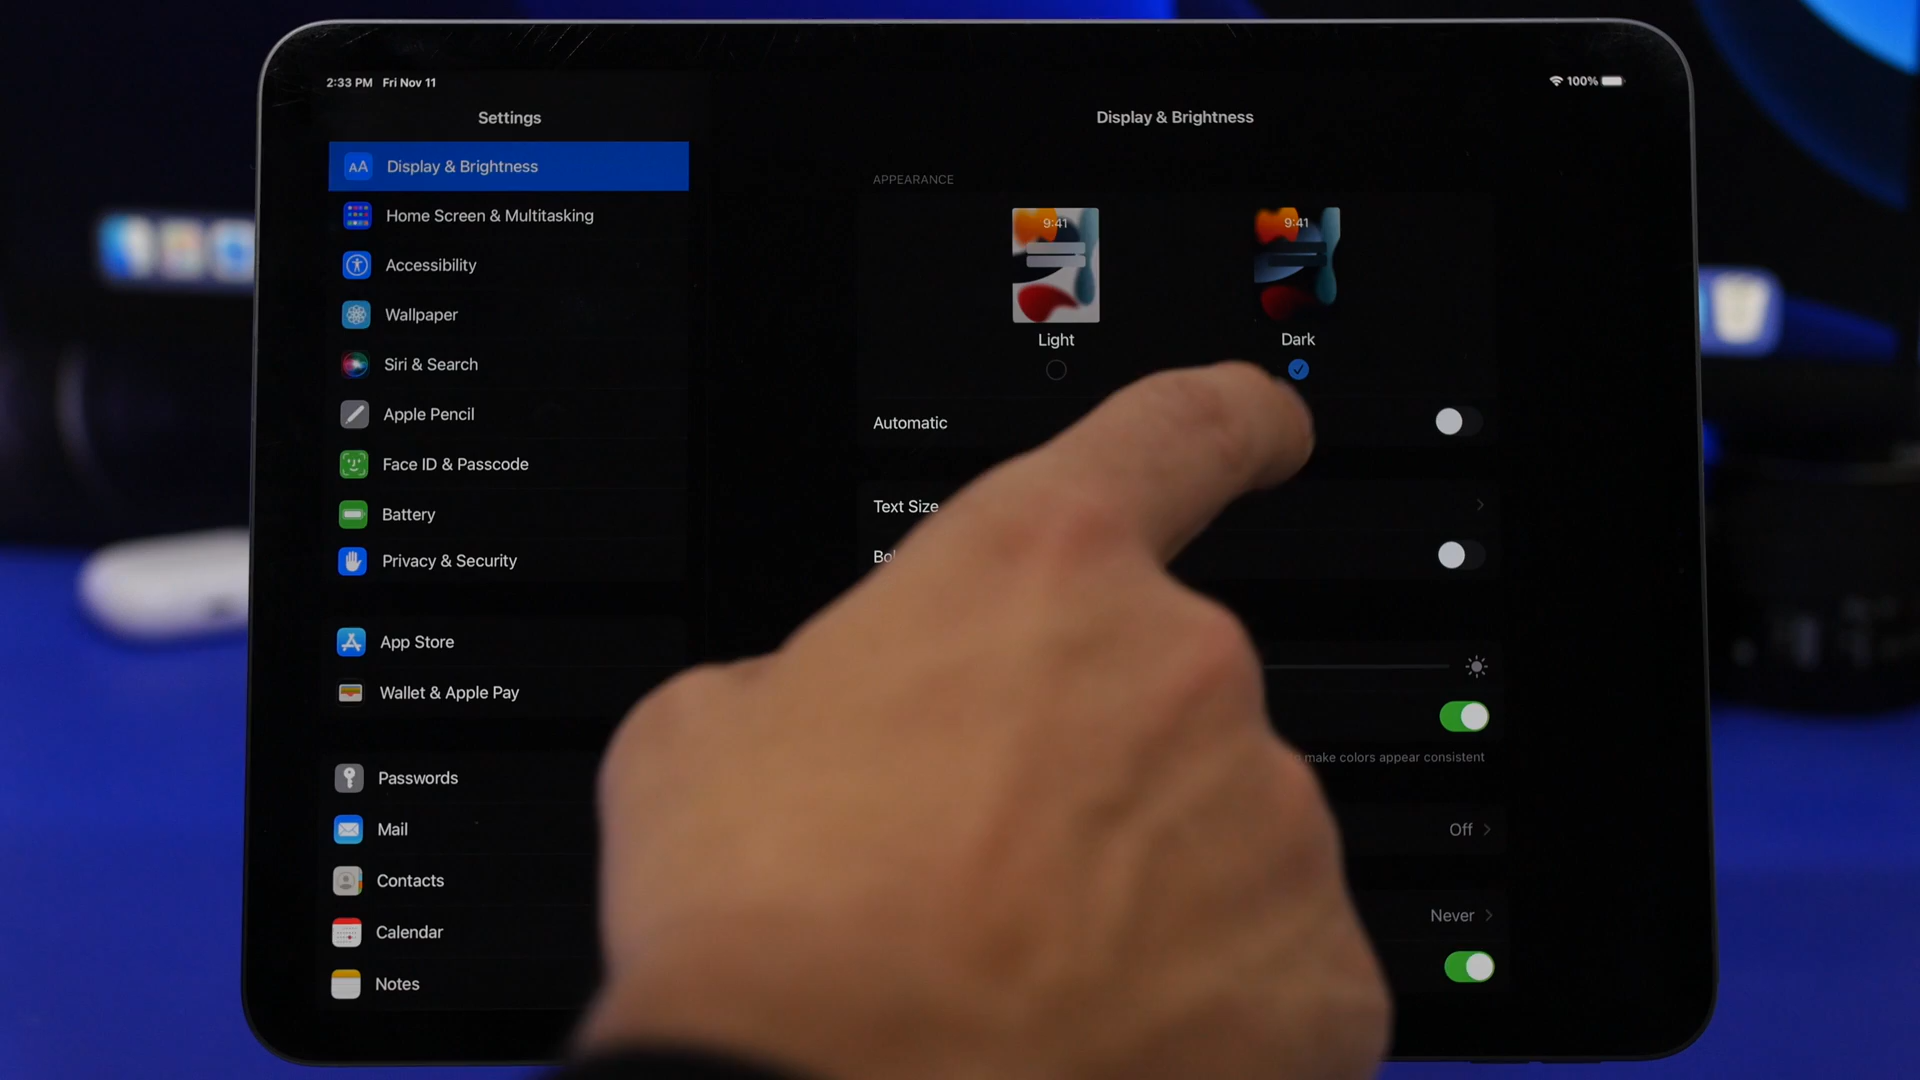 2:33 PM Fri Nov 11
100%
Settings
Display & Brightness
AA Display & Brightness
Home Screen & Multitasking
Accessibility
Wallpaper
Siri & Search
Apple Pencil
Face ID & Passcode
Battery
Privacy & Security
App Store
Wallet & Apple Pay
Passwords
Mail
Contacts
Calendar
Notes
APPEARANCE
9:41 9:41
Light Dark
Automatic
Text Size
Bol
make colors appear consistent
Off
Never